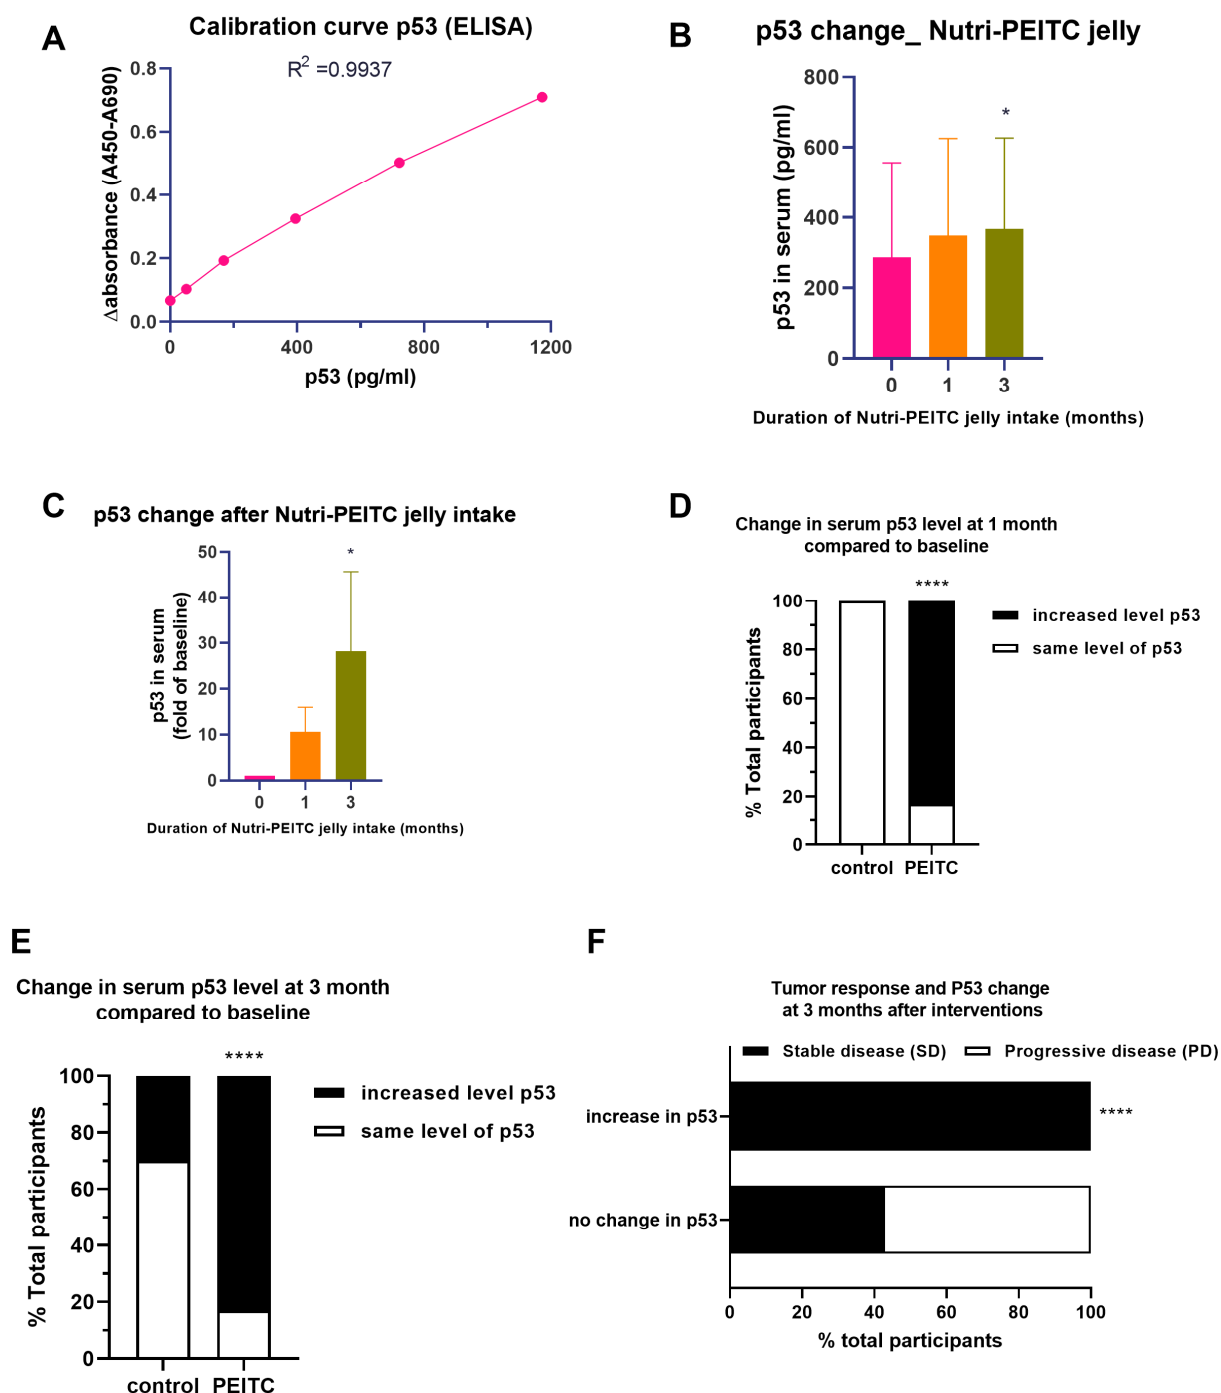 A
Calibration curve p53 (ELISA)
R2 =0.9937
Δabsorbance (A450-A690)
0.8
0.6
0.4
0.2
0.0
0 400 800 1200
p53 (pg/ml)
B
p53 change_ Nutri-PEITC jelly
p53 in serum (pg/ml)
800
600
400
200
0
*
0 1 3
Duration of Nutri-PEITC jelly intake (months)
C
p53 change after Nutri-PEITC jelly intake
p53 in serum
(fold of baseline)
50
40
30
20
10
0
*
0 1 3
Duration of Nutri-PEITC jelly intake (months)
D
Change in serum p53 level at 1 month
compared to baseline
% Total participants
100
80
60
40
20
0
****
control PEITC
increased level p53
same level of p53
E
Change in serum p53 level at 3 month
compared to baseline
% Total participants
100
80
60
40
20
0
****
control PEITC
increased level p53
same level of p53
F
Tumor response and P53 change
at 3 months after interventions
Stable disease (SD) Progressive disease (PD)
increase in p53
****
no change in p53
0 20 40 60 80 100
% total participants